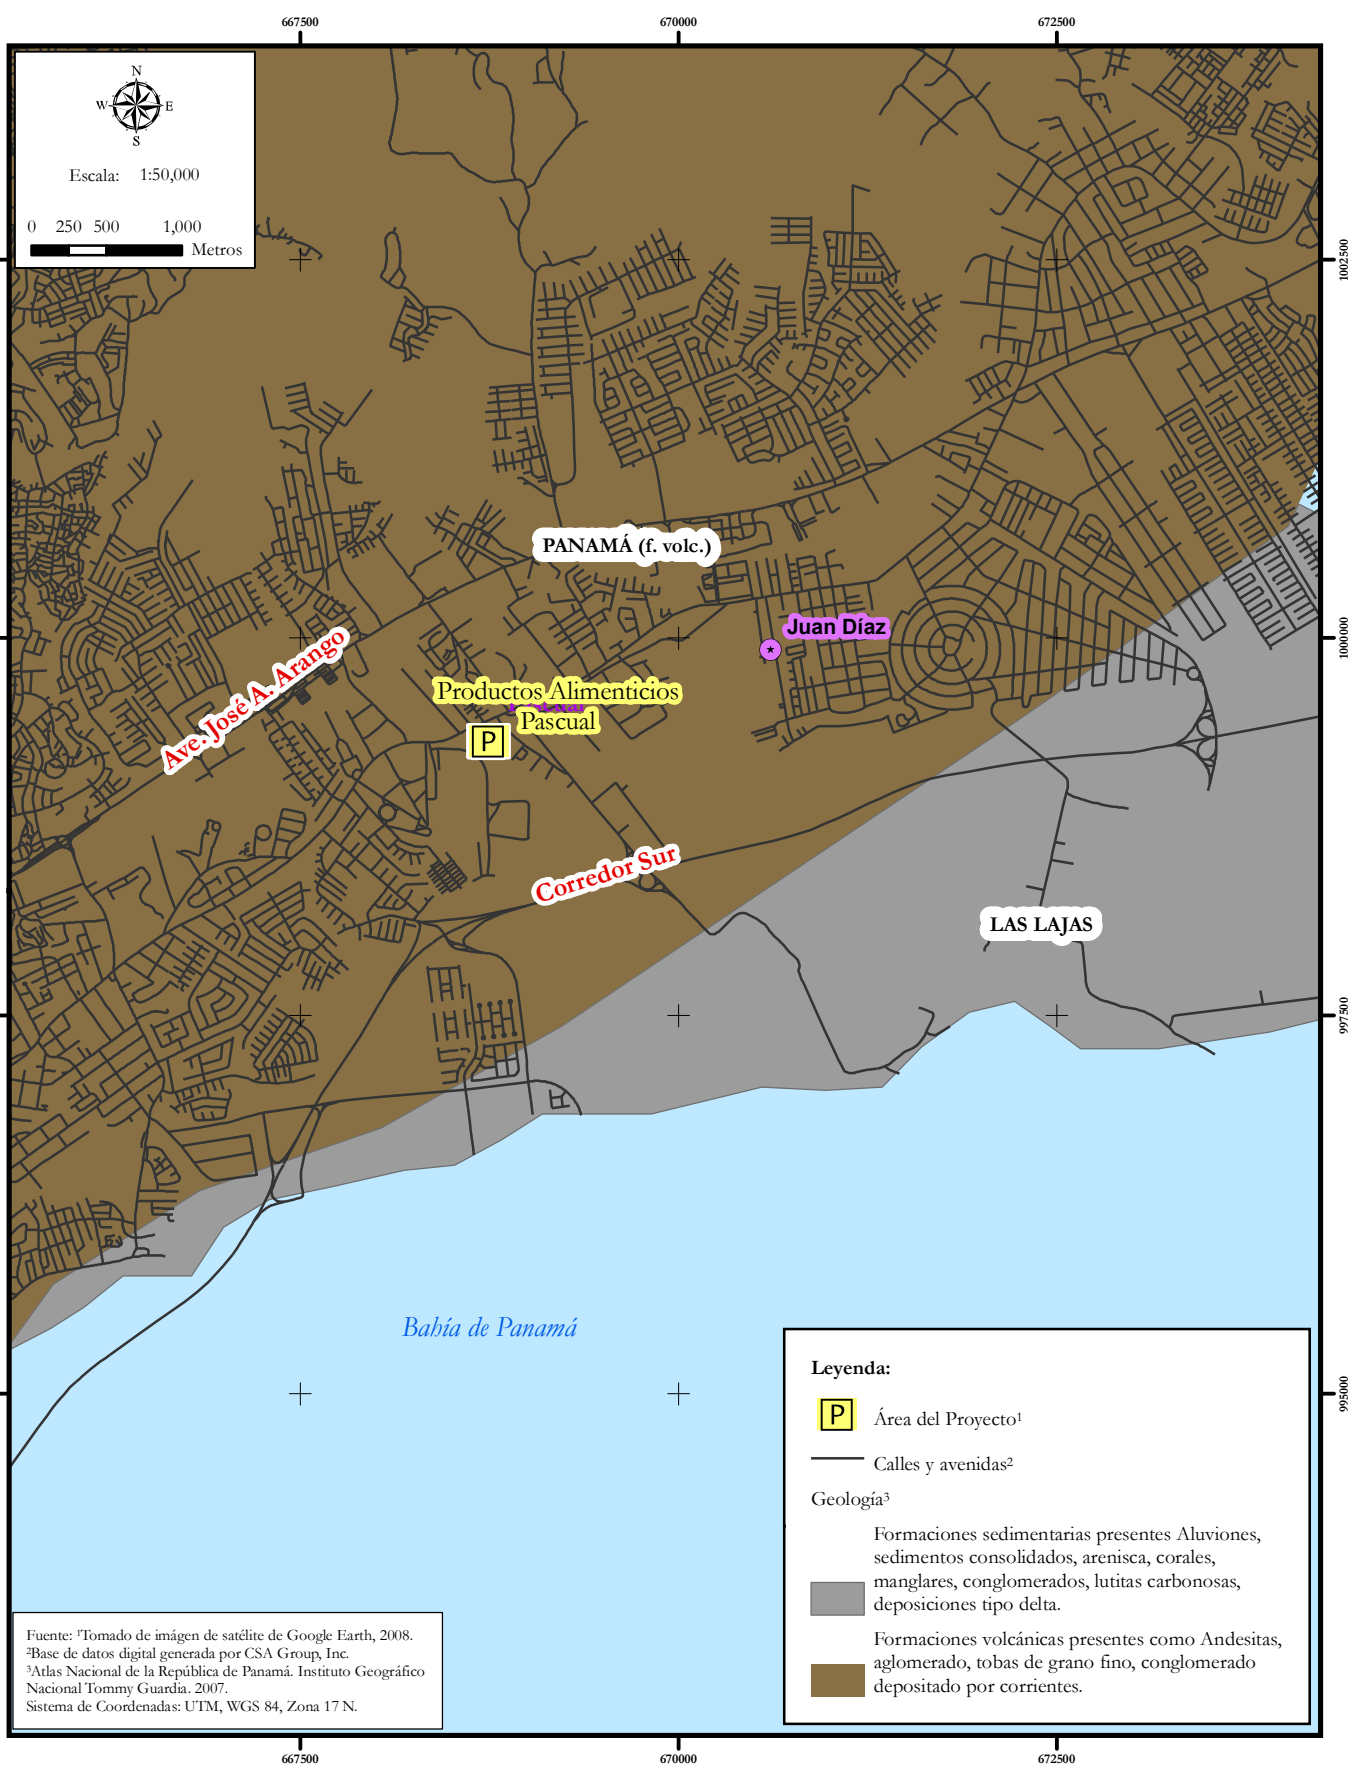 667500
670000
672500
N
W
E
S
Escala: 1:50,000
0 250 500 1,000
Metros
1002500
PANAMÁ (f. volc.)
Juan Díaz
1000000
Ave. José A. Arango
Productos Alimenticios
Pascual
P
Corredor Sur
LAS LAJAS
997500
Bahía de Panamá
995000
Leyenda:
P
Área del Proyecto¹
Calles y avenidas²
Geología³
Formaciones sedimentarias presentes Aluviones,
sedimentos consolidados, arenisca, corales,
manglares, conglomerados, lutitas carbonosas,
deposiciones tipo delta.
Formaciones volcánicas presentes como Andesitas,
aglomerado, tobas de grano fino, conglomerado
depositado por corrientes.
Fuente: ¹Tomado de imágen de satélite de Google Earth, 2008.
²Base de datos digital generada por CSA Group, Inc.
³Atlas Nacional de la República de Panamá. Instituto Geográfico
Nacional Tommy Guardia. 2007.
Sistema de Coordenadas: UTM, WGS 84, Zona 17 N.
667500
670000
672500